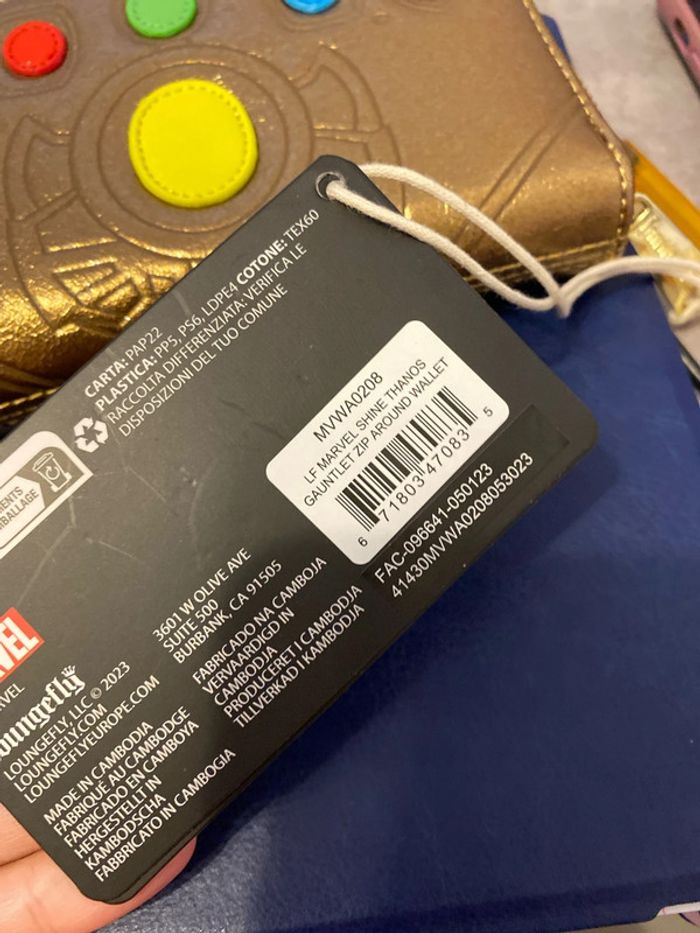 CARTA: PAP22
PLASTICA: PP5, PS6, LDPE4 COTONE: TEX60
RACCOLTA DIFFERENZIATA: VERIFICA LE
DISPOSIZIONI DEL TUO COMUNE
MVWA0208
LF MARVEL SHINE THANOS
GAUNTLET ZIP AROUND WALLET
6 71803 47083 5
FAC-096641-050123
41430MVWA0208053023
3601 W OLIVE AVE
SUITE 500
BURBANK, CA 91505
FABRICADO NA CAMBOJA
VERVAARDIGD IN
CAMBODJA
PRODUCERET I CAMBODJA
TILLVERKAD I KAMBODJA
LOUNGEFLY, LLC © 2023
LOUNGEFLY.COM
LOUNGEFLYEUROPE.COM
MADE IN CAMBODIA
FABRIQUÉ AU CAMBODGE
FABRICADO EN CAMBOYA
HERGESTELLT IN
KAMBODSCHA
FABBRICATO IN CAMBOGIA